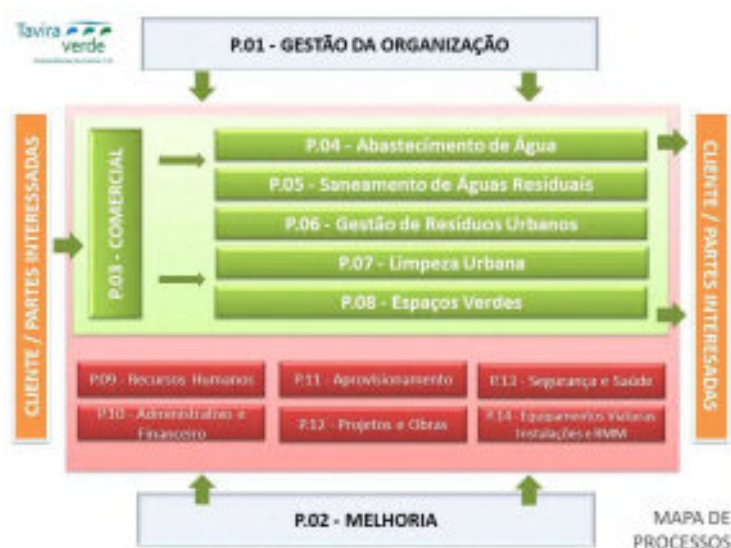 Tavira
verde
P.01 - GESTÃO DA ORGANIZAÇÃO
CLIENTE / PARTES INTERESSADAS
P.03 - COMERCIAL
P.04 - Abastecimento de Água
P.05 - Saneamento de Águas Residuais
P.06 - Gestão de Resíduos Urbanos
P.07 - Limpeza Urbana
P.08 - Espaços Verdes
CLIENTE / PARTES INTERESADAS
P.09 - Recursos Humanos
P.11 - Aprovisionamento
P.13 - Segurança e Saúde
P.10 - Administrativo e
Financeiro
P.12 - Projetos e Obras
P.14 - Equipamentos Viaturas
Instalações e RMM
P.02 - MELHORIA
MAPA DE
PROCESSOS